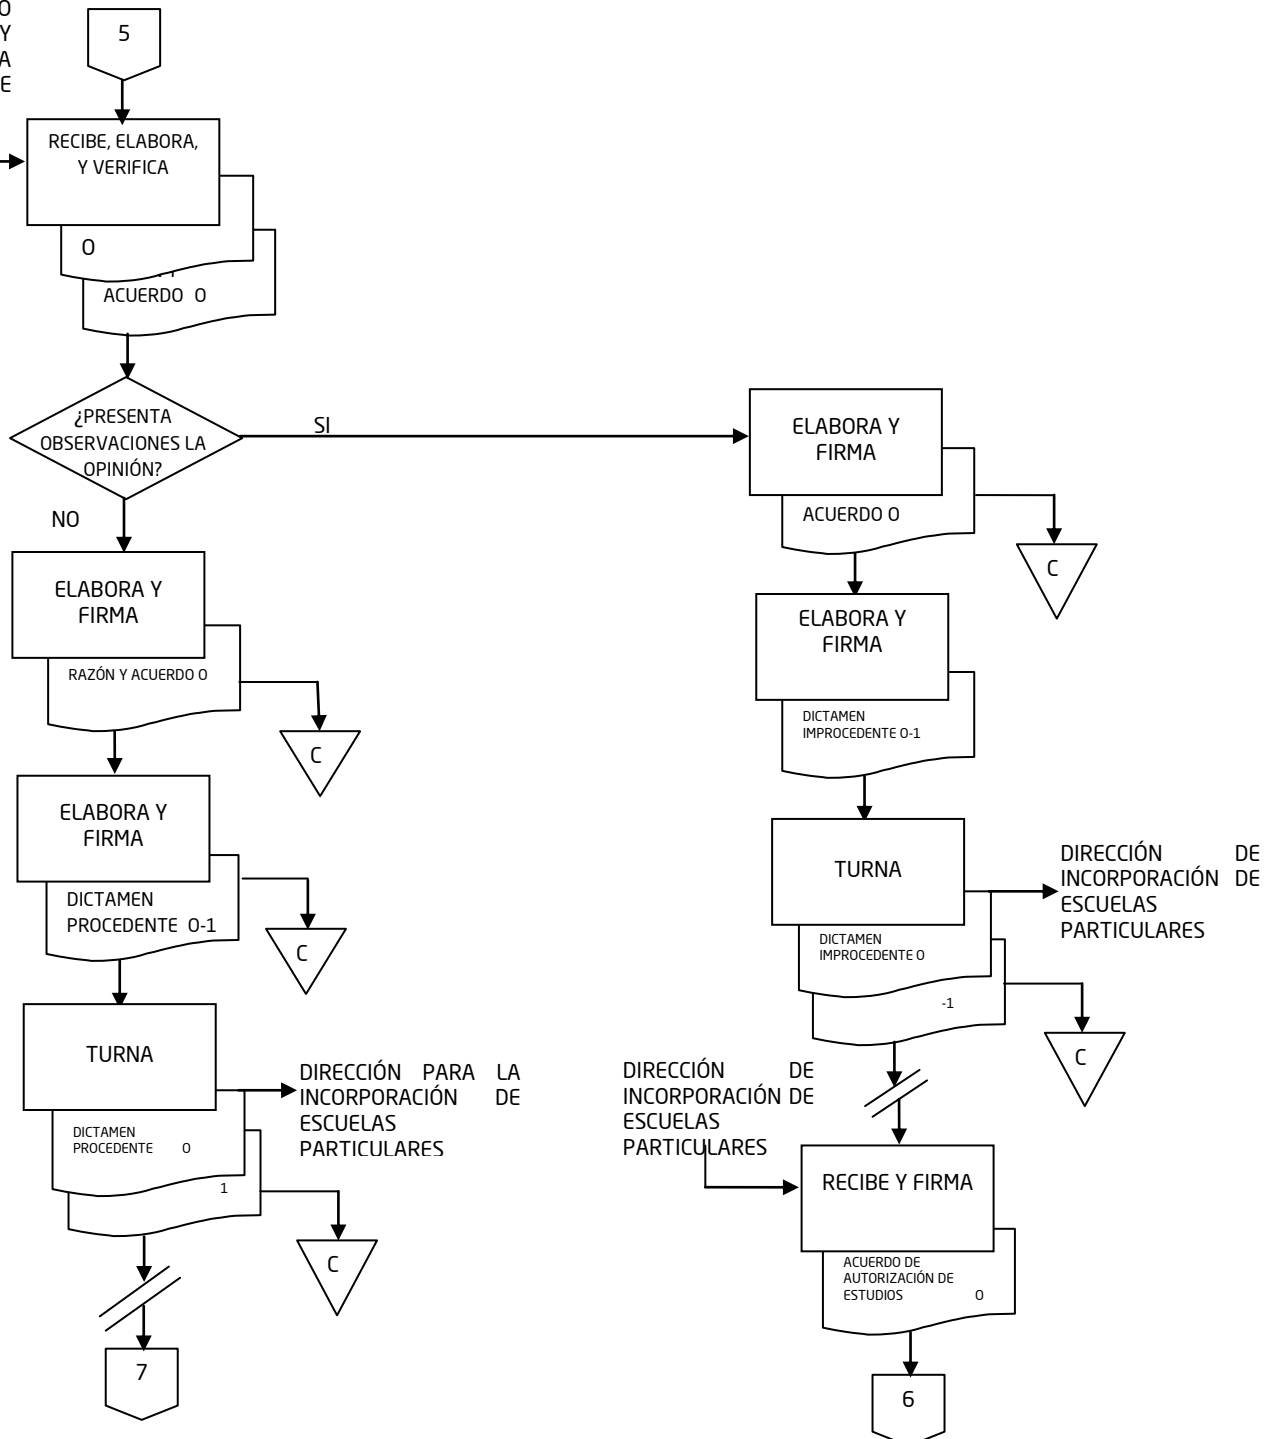 O
Y
A
E
5
RECIBE, ELABORA,
Y VERIFICA
O
ACUERDO O
¿PRESENTA
OBSERVACIONES LA
OPINIÓN?
SI
NO
ELABORA Y
FIRMA
RAZÓN Y ACUERDO O
C
ELABORA Y
FIRMA
DICTAMEN
PROCEDENTE O-1
C
TURNA
DIRECCIÓN PARA LA
INCORPORACIÓN DE
ESCUELAS
PARTICULARES
DICTAMEN
PROCEDENTE O
1
C
7
ELABORA Y
FIRMA
ACUERDO O
C
ELABORA Y
FIRMA
DICTAMEN
IMPROCEDENTE O-1
TURNA
DIRECCIÓN DE
INCORPORACIÓN DE
ESCUELAS
PARTICULARES
DICTAMEN
IMPROCEDENTE O
-1
C
DIRECCIÓN DE
INCORPORACIÓN DE
ESCUELAS
PARTICULARES
RECIBE Y FIRMA
ACUERDO DE
AUTORIZACIÓN DE
ESTUDIOS O
6